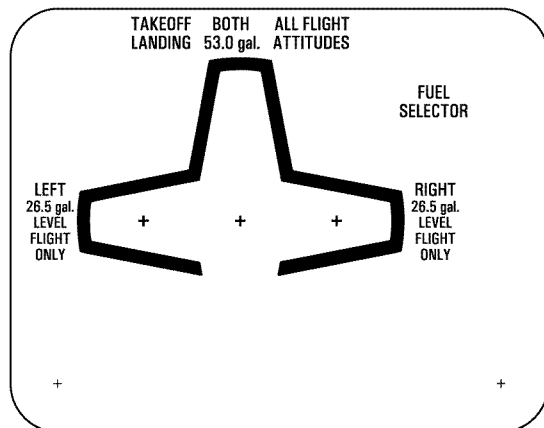 TAKEOFF BOTH ALL FLIGHT
LANDING 53.0 gal. ATTITUDES
FUEL
SELECTOR
LEFT
26.5 gal.
LEVEL
FLIGHT
ONLY
RIGHT
26.5 gal.
LEVEL
FLIGHT
ONLY